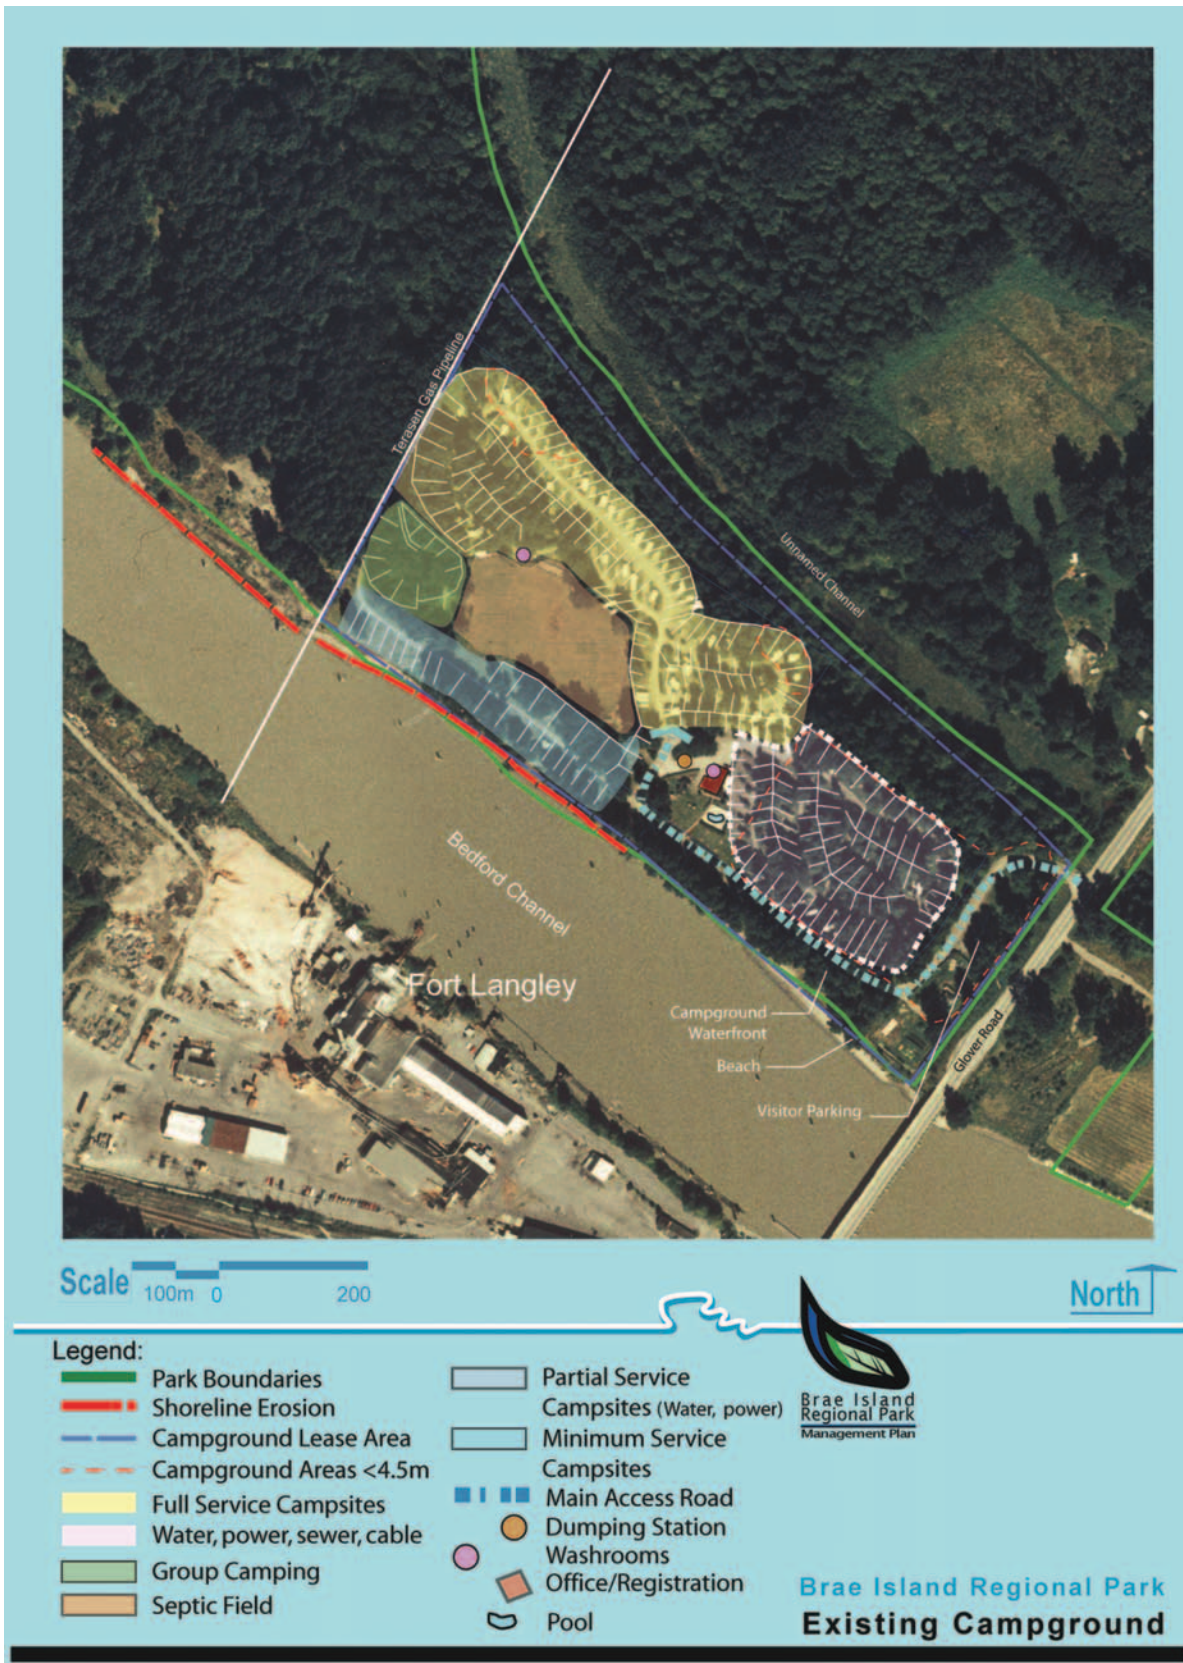 Terasen Gas Pipeline
Unnamed Channel
Bedford Channel
Fort Langley
Campground
Waterfront
Beach
Visitor Parking
Glover Road
Scale
100m 0 200
North
Legend:
Park Boundaries
Shoreline Erosion
Campground Lease Area
Campground Areas <4.5m
Full Service Campsites
Water, power, sewer, cable
Group Camping
Septic Field
Partial Service
Campsites (Water, power)
Minimum Service
Campsites
Main Access Road
Dumping Station
Washrooms
Office/Registration
Pool
Brae Island
Regional Park
Management Plan
Brae Island Regional Park
Existing Campground